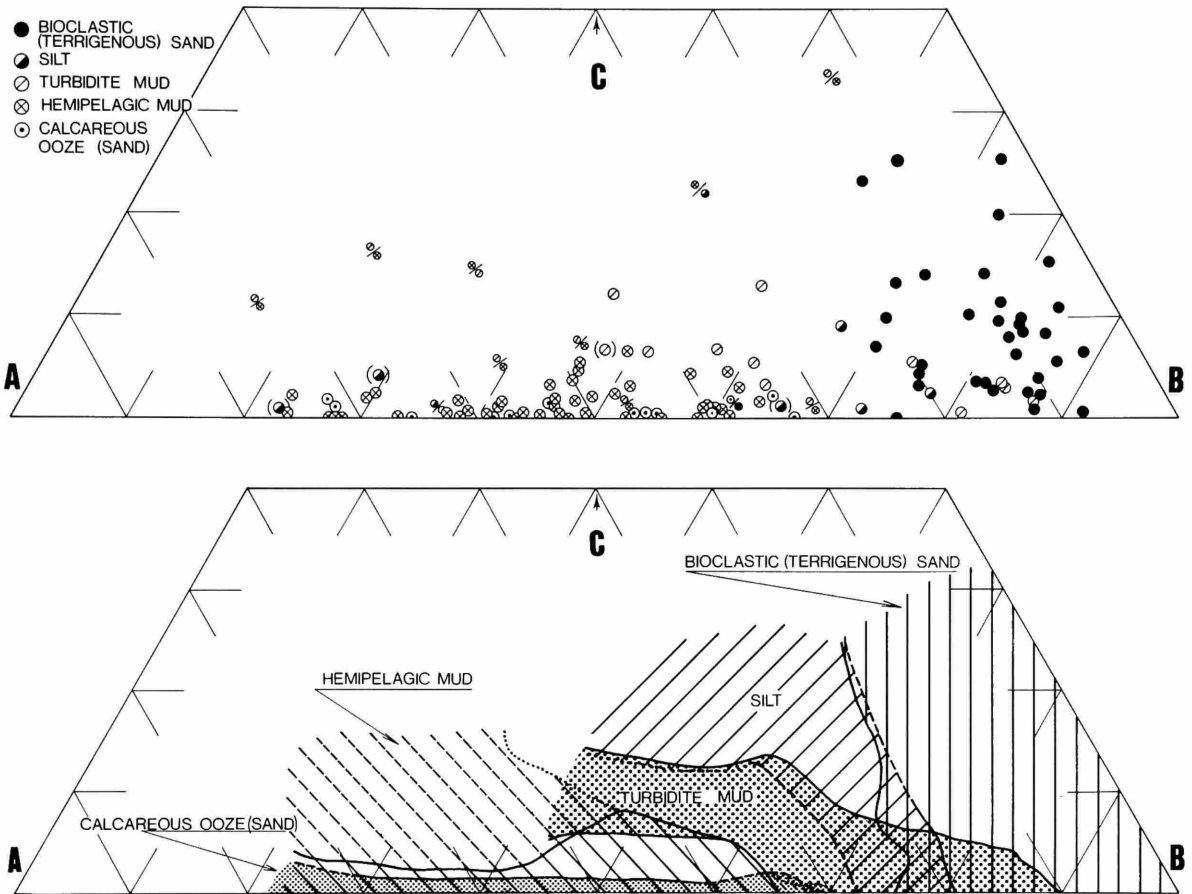 BIOCLASTIC
(TERRIGENOUS) SAND
SILT
TURBIDITE MUD
HEMIPELAGIC MUD
CALCAREOUS
OOZE (SAND)
C
A
B
C
BIOCLASTIC (TERRIGENOUS) SAND
HEMIPELAGIC MUD
SILT
TURBIDITE MUD
CALCAREOUS OOZE (SAND)
A
B